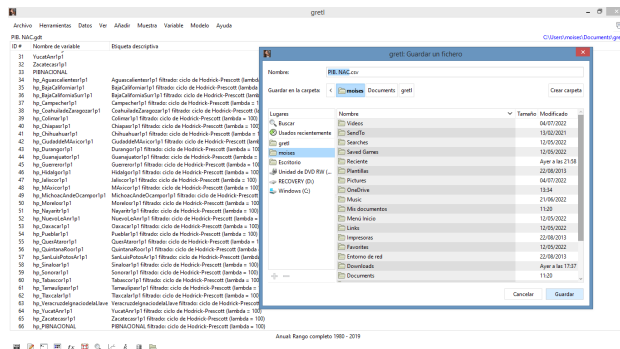 gretl
Archivo Herramientas Datos Ver Añadir Muestra Variable Modelo Ayuda
PIB. NAC.gdt
C:\Users\moises\Documents\gre
ID # Nombre de variable Etiqueta descriptiva
31 YucatAnr1p1
32 Zacatecasr1p1
33 PIBNACIONAL
34 hp_Aguascalientesr1p1 Aguascalientesr1p1 filtrado: ciclo de Hodrick-Prescott (lamb
35 hp_BajaCaliforniar1p1 BajaCaliforniar1p1 filtrado: ciclo de Hodrick-Prescott (lambd
36 hp_BajaCaliforniaSur1p1 BajaCaliforniaSur1p1 filtrado: ciclo de Hodrick-Prescott (lamb
37 hp_Campecher1p1 Campecher1p1 filtrado: ciclo de Hodrick-Prescott (lambda = 1
38 hp_CoahuiladeZaragozar1p1 CoahuiladeZaragozar1p1 filtrado: ciclo de Hodrick-Prescott (l
39 hp_Colimar1p1 Colimar1p1 filtrado: ciclo de Hodrick-Prescott (lambda = 100)
40 hp_Chiapasr1p1 Chiapasr1p1 filtrado: ciclo de Hodrick-Prescott (lambda = 100
41 hp_Chihuahuar1p1 Chihuahuar1p1 filtrado: ciclo de Hodrick-Prescott (lambda =
42 hp_CiudaddeMAxicor1p1 CiudaddeMAxicor1p1 filtrado: ciclo de Hodrick-Prescott (lam
43 hp_Durangor1p1 Durangor1p1 filtrado: ciclo de Hodrick-Prescott (lambda = 10
44 hp_Guanajuator1p1 Guanajuator1p1 filtrado: ciclo de Hodrick-Prescott (lambda =
45 hp_Guerreror1p1 Guerreror1p1 filtrado: ciclo de Hodrick-Prescott (lambda = 10
46 hp_Hidalgor1p1 Hidalgor1p1 filtrado: ciclo de Hodrick-Prescott (lambda = 100
47 hp_Jaliscor1p1 Jaliscor1p1 filtrado: ciclo de Hodrick-Prescott (lambda = 100)
48 hp_MAxicor1p1 MAxicor1p1 filtrado: ciclo de Hodrick-Prescott (lambda = 100
49 hp_MichoacAndeOcampor1p1 MichoacAndeOcampor1p1 filtrado: ciclo de Hodrick-Prescott
50 hp_Morelosr1p1 Morelosr1p1 filtrado: ciclo de Hodrick-Prescott (lambda = 100
51 hp_Nayaritr1p1 Nayaritr1p1 filtrado: ciclo de Hodrick-Prescott (lambda = 100)
52 hp_NuevoLeAnr1p1 NuevoLeAnr1p1 filtrado: ciclo de Hodrick-Prescott (lambda =
53 hp_Oaxacar1p1 Oaxacar1p1 filtrado: ciclo de Hodrick-Prescott (lambda = 100)
54 hp_Pueblar1p1 Pueblar1p1 filtrado: ciclo de Hodrick-Prescott (lambda = 100)
55 hp_QuerAtaror1p1 QuerAtaror1p1 filtrado: ciclo de Hodrick-Prescott (lambda = 1
56 hp_QuintanaRoor1p1 QuintanaRoor1p1 filtrado: ciclo de Hodrick-Prescott (lambda
57 hp_SanLuisPotosAr1p1 SanLuisPotosAr1p1 filtrado: ciclo de Hodrick-Prescott (lambd
58 hp_Sinaloar1p1 Sinaloar1p1 filtrado: ciclo de Hodrick-Prescott (lambda = 100)
59 hp_Sonorar1p1 Sonorar1p1 filtrado: ciclo de Hodrick-Prescott (lambda = 100)
60 hp_Tabascor1p1 Tabascor1p1 filtrado: ciclo de Hodrick-Prescott (lambda = 100
61 hp_Tamaulipasr1p1 Tamaulipasr1p1 filtrado: ciclo de Hodrick-Prescott (lambda =
62 hp_Tlaxcalar1p1 Tlaxcalar1p1 filtrado: ciclo de Hodrick-Prescott (lambda = 100)
63 hp_VeracruzdeIgnaciodelaLlave VeracruzdeIgnaciodelaLlave filtrado: ciclo de Hodrick-Prescot
64 hp_YucatAnr1p1 YucatAnr1p1 filtrado: ciclo de Hodrick-Prescott (lambda = 100)
65 hp_Zacatecasr1p1 Zacatecasr1p1 filtrado: ciclo de Hodrick-Prescott (lambda = 100)
66 hp_PIBNACIONAL PIBNACIONAL filtrado: ciclo de Hodrick-Prescott (lambda = 100)
Anual: Rango completo 1980 - 2019
gretl: Guardar un fichero
Nombre: PIB. NAC.csv
Guardar en la carpeta: moises Documents gretl Crear carpeta
Lugares
Buscar
Usados recientemente
gretl
moises
Escritorio
Unidad de DVD RW (...
RECOVERY (D:)
Windows (C:)
Nombre Tamaño Modificado
Videos 04/07/2022
SendTo 13/02/2021
Searches 12/05/2022
Saved Games 12/05/2022
Reciente Ayer a las 21:58
Plantillas 22/08/2013
Pictures 04/07/2022
OneDrive 13:34
Music 21/06/2022
Mis documentos 11:20
Menú Inicio 12/05/2022
Links 12/05/2022
Impresoras 22/08/2013
Favorites 12/05/2022
Entorno de red 22/08/2013
Downloads Ayer a las 17:37
Documents 11:20
Cancelar Guardar